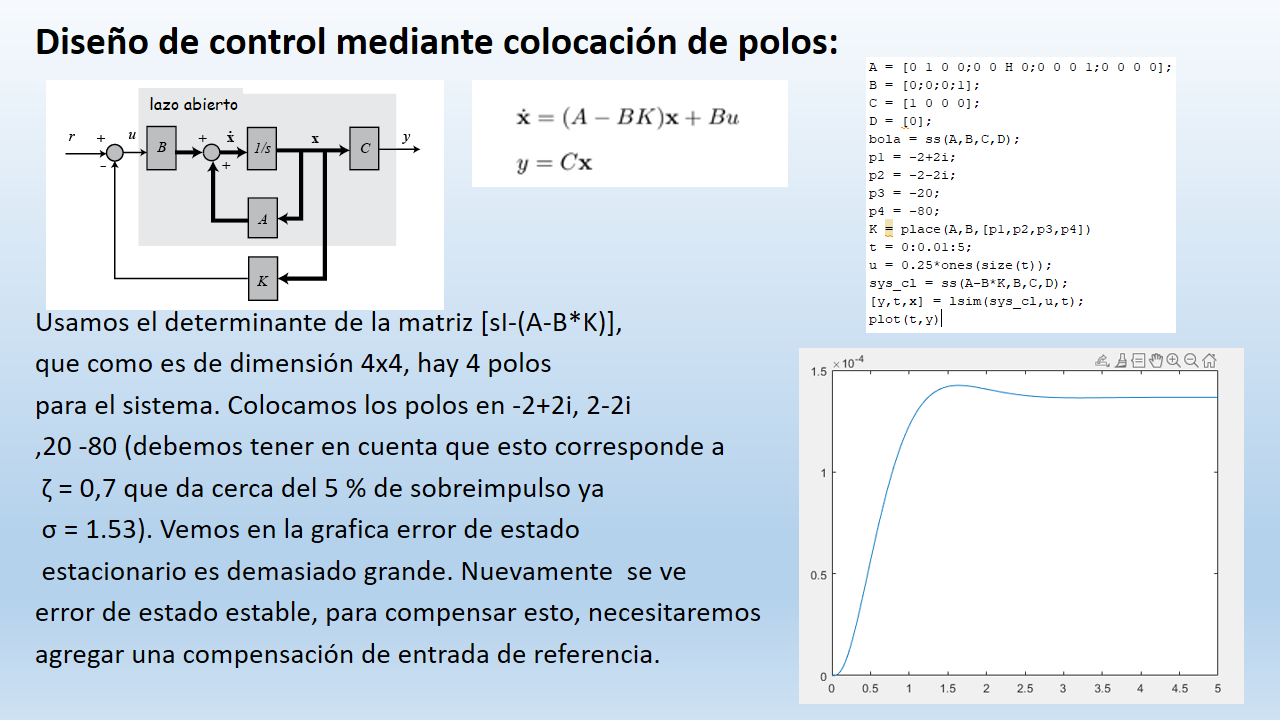 Diseño de control mediante colocación de polos:
lazo abierto
r + u B + ẋ 1/s x C y
- +
A
K
ẋ = (A − BK)x + Bu
y = Cx
A = [0 1 0 0;0 0 H 0;0 0 0 1;0 0 0 0];
B = [0;0;0;1];
C = [1 0 0 0];
D = [0];
bola = ss(A,B,C,D);
p1 = -2+2i;
p2 = -2-2i;
p3 = -20;
p4 = -80;
K = place(A,B,[p1,p2,p3,p4])
t = 0:0.01:5;
u = 0.25*ones(size(t));
sys_cl = ss(A-B*K,B,C,D);
[y,t,x] = lsim(sys_cl,u,t);
plot(t,y)
Usamos el determinante de la matriz [sI-(A-B*K)],
que como es de dimensión 4x4, hay 4 polos
para el sistema. Colocamos los polos en -2+2i, 2-2i
,20 -80 (debemos tener en cuenta que esto corresponde a
ζ = 0,7 que da cerca del 5 % de sobreimpulso ya
σ = 1.53). Vemos en la grafica error de estado
estacionario es demasiado grande. Nuevamente se ve
error de estado estable, para compensar esto, necesitaremos
agregar una compensación de entrada de referencia.
×10⁻⁴
1.5
1
0.5
0
0 0.5 1 1.5 2 2.5 3 3.5 4 4.5 5